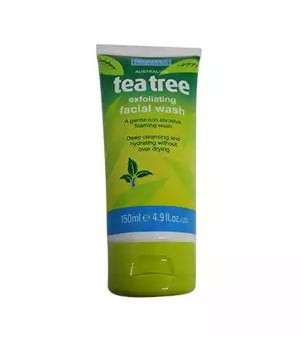 AUSTRALIAN
tea tree
exfoliating
facial wash
A gentle non abrasive
foaming wash
Deep cleansing and
hydrating without
over drying
150ml e 4.9 fl.oz.